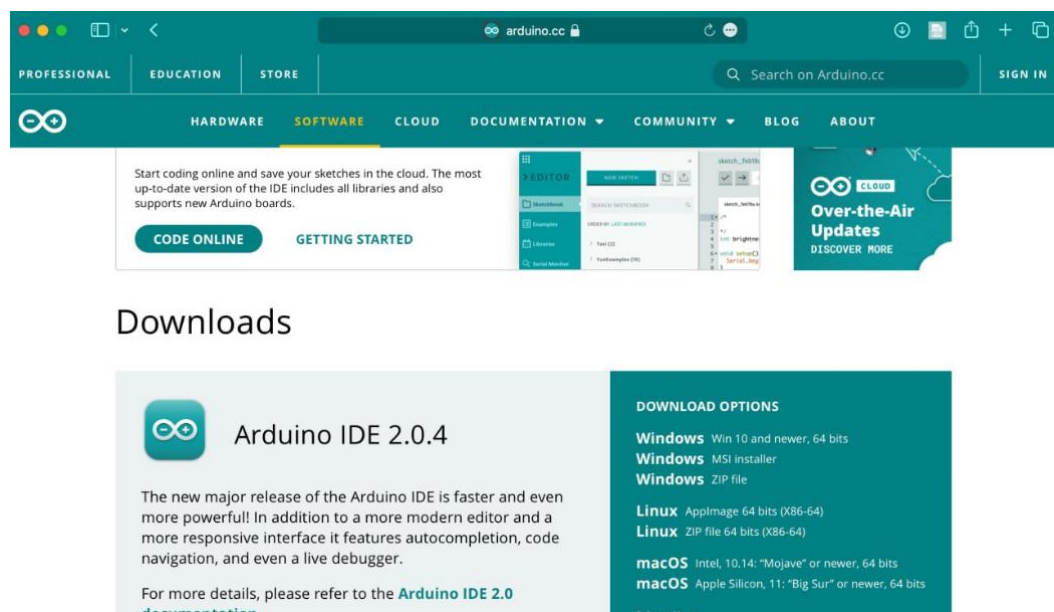 arduino.cc
PROFESSIONAL
EDUCATION
STORE
Search on Arduino.cc
SIGN IN
HARDWARE
SOFTWARE
CLOUD
DOCUMENTATION
COMMUNITY
BLOG
ABOUT
Start coding online and save your sketches in the cloud. The most
up-to-date version of the IDE includes all libraries and also
supports new Arduino boards.
CODE ONLINE
GETTING STARTED
EDITOR
NEW SKETCH
Sketchbook
SEARCH SKETCHBOOK
Examples
ORDER BY LAST MODIFIED
Libraries
Serial Monitor
CLOUD
Over-the-Air
Updates
DISCOVER MORE
Downloads
Arduino IDE 2.0.4
The new major release of the Arduino IDE is faster and even
more powerful! In addition to a more modern editor and a
more responsive interface it features autocompletion, code
navigation, and even a live debugger.
For more details, please refer to the Arduino IDE 2.0
documentation
DOWNLOAD OPTIONS
Windows Win 10 and newer, 64 bits
Windows MSI installer
Windows ZIP file
Linux AppImage 64 bits (X86-64)
Linux ZIP file 64 bits (X86-64)
macOS Intel, 10.14: “Mojave” or newer, 64 bits
macOS Apple Silicon, 11: “Big Sur” or newer, 64 bits